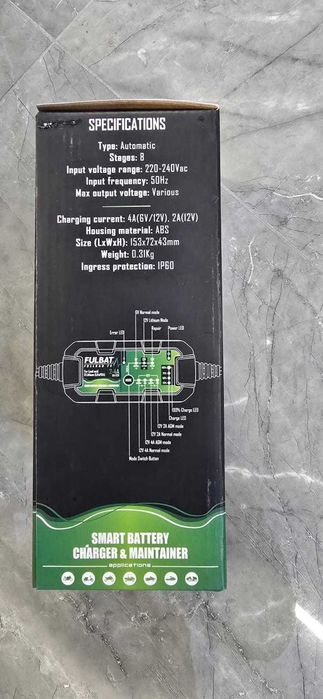 SPECIFICATIONS
Type: Automatic
Stages: 8
Input voltage range: 220-240Vac
Input frequency: 50Hz
Max output voltage: Various
Charging current: 4A(6V/12V), 2A(12V)
Housing material: ABS
Size (LxWxH): 153x72x43mm
Weight: 0.31Kg
Ingress protection: IP60
6V Normal mode
12V Lithium Mode
Repair
Power LED
Error LED
FULBAT
100% Charge LED
Charge LED
12V 2A AGM mode
12V 2A Normal mode
12V 4A AGM mode
12V 4A Normal mode
Mode Switch Button
SMART BATTERY
CHARGER & MAINTAINER
applications